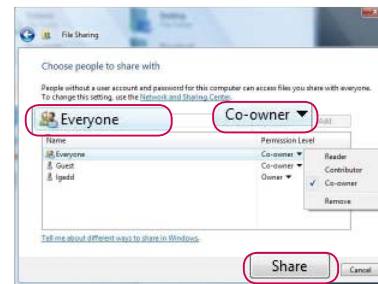 File Sharing
Choose people to share with
People without a user account and password for this computer can access files you share with everyone.
To change this setting, use the Network and Sharing Center.
Everyone
Co-owner
Add
Name Permission Level
Everyone Co-owner
Guest Co-owner
lgedd Owner
Reader
Contributor
Co-owner
Remove
Tell me about different ways to share in Windows.
Share
Cancel